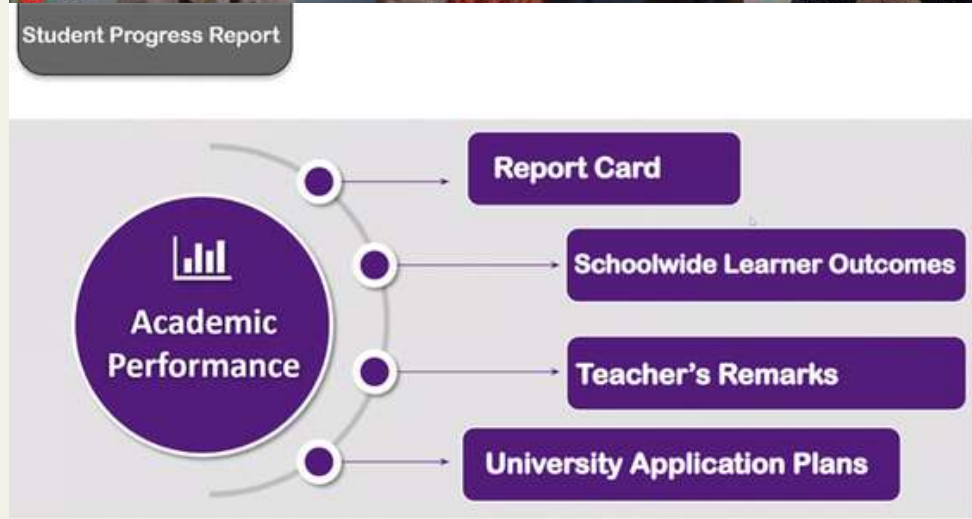 Student Progress Report
Report Card
Schoolwide Learner Outcomes
Academic
Performance
Teacher's Remarks
University Application Plans